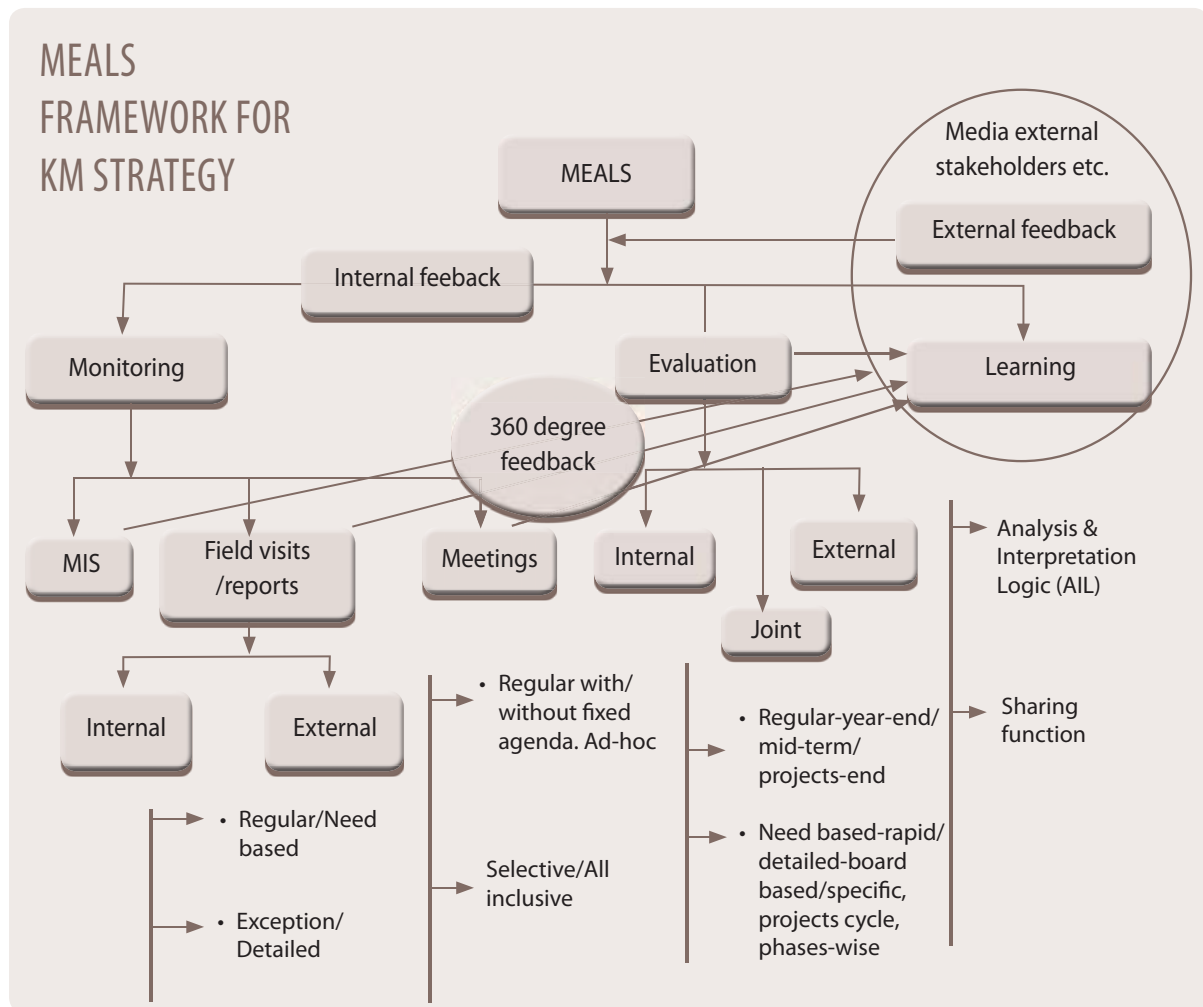 MEALS
FRAMEWORK FOR
KM STRATEGY
Media external
stakeholders etc.
MEALS
External feedback
Internal feeback
Monitoring
Evaluation
Learning
360 degree
feedback
MIS
Field visits
/reports
Meetings
Internal
External
Joint
Analysis &
Interpretation
Logic (AIL)
Internal
External
• Regular with/
without fixed
agenda. Ad-hoc
• Regular-year-end/
mid-term/
projects-end
Sharing
function
• Regular/Need
based
• Exception/
Detailed
Selective/All
inclusive
• Need based-rapid/
detailed-board
based/specific,
projects cycle,
phases-wise